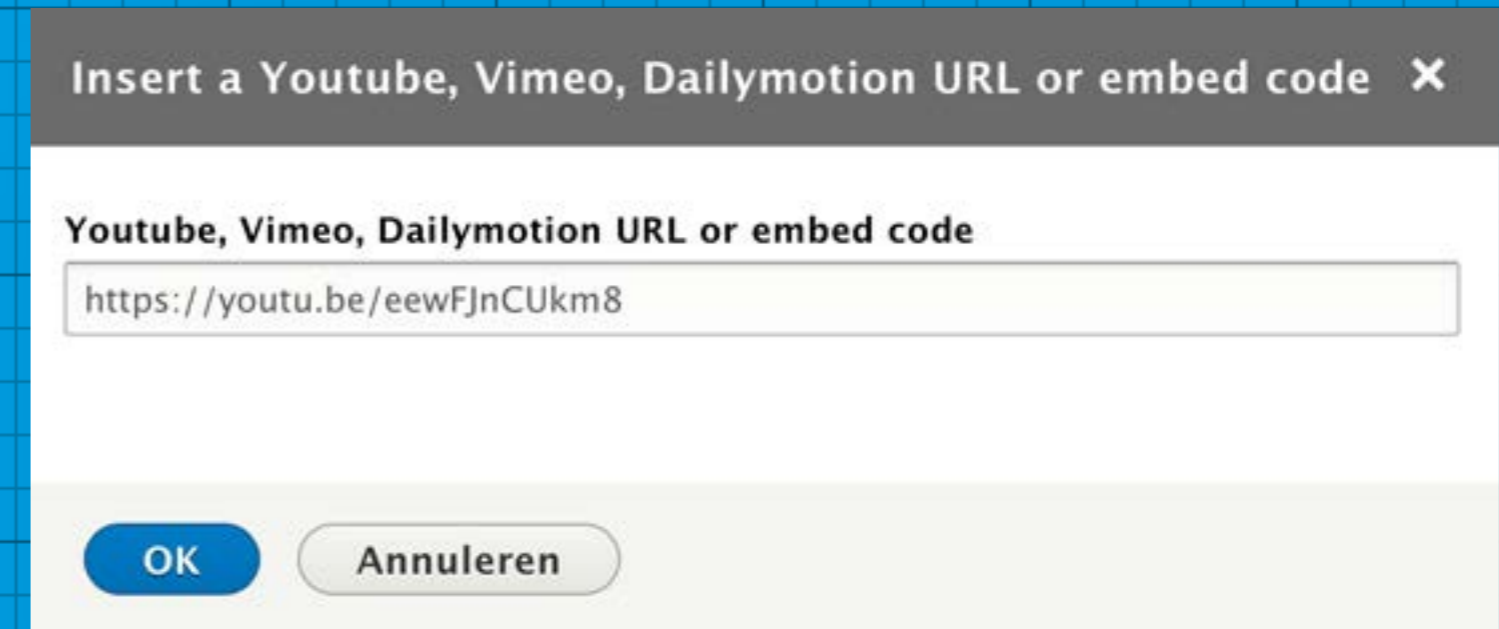 Insert a Youtube, Vimeo, Dailymotion URL or embed code ×
Youtube, Vimeo, Dailymotion URL or embed code
https://youtu.be/eewFJnCUkm8
OK Annuleren